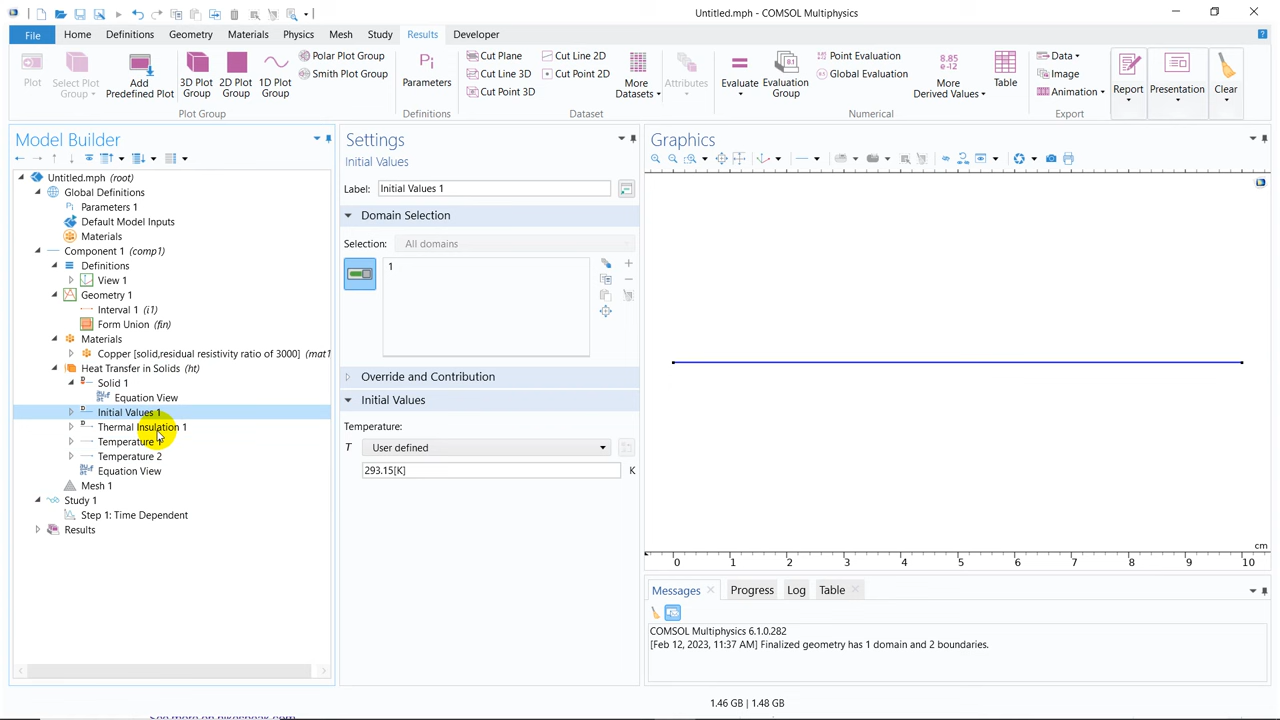 Untitled.mph - COMSOL Multiphysics
File Home Definitions Geometry Materials Physics Mesh Study Results Developer
Plot
Select Plot Group
Add Predefined Plot
3D Plot Group
2D Plot Group
1D Plot Group
Polar Plot Group
Smith Plot Group
Plot Group
Pi
Parameters
Definitions
Cut Plane
Cut Line 3D
Cut Point 3D
Cut Line 2D
Cut Point 2D
More Datasets
Dataset
Attributes
Evaluate
8.1
Evaluation Group
Point Evaluation
Global Evaluation
8.85
e-12
More Derived Values
Table
Numerical
Data
Image
Animation
Export
Report
Presentation
Clear
Model Builder
Untitled.mph (root)
Global Definitions
Pi Parameters 1
Default Model Inputs
Materials
Component 1 (comp1)
Definitions
View 1
Geometry 1
Interval 1 (i1)
Form Union (fin)
Materials
Copper [solid,residual resistivity ratio of 3000] (mat1
Heat Transfer in Solids (ht)
Solid 1
Equation View
Initial Values 1
Thermal Insulation 1
Temperature 1
Temperature 2
Equation View
Mesh 1
Study 1
Step 1: Time Dependent
Results
Settings
Initial Values
Label: Initial Values 1
Domain Selection
Selection: All domains
1
Override and Contribution
Initial Values
Temperature:
T User defined
293.15[K] K
Graphics
cm
0 1 2 3 4 5 6 7 8 9 10
Messages Progress Log Table
COMSOL Multiphysics 6.1.0.282
[Feb 12, 2023, 11:37 AM] Finalized geometry has 1 domain and 2 boundaries.
1.46 GB | 1.48 GB